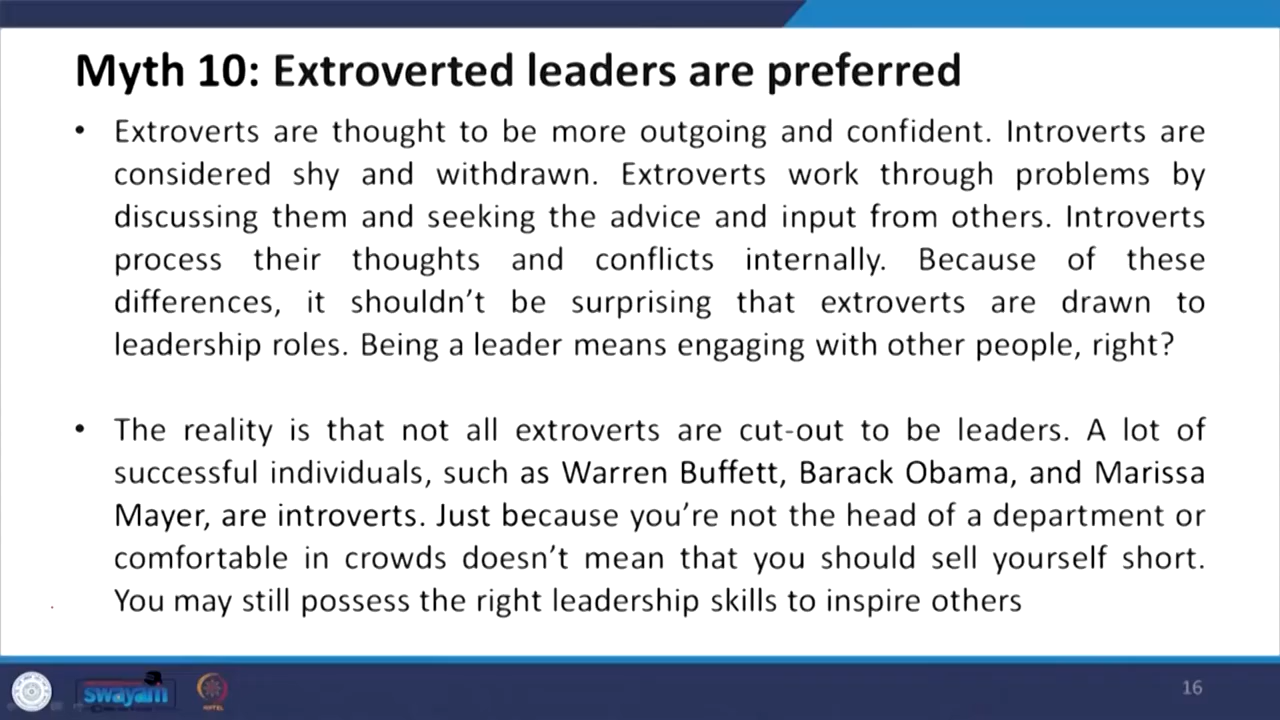 Myth 10: Extroverted leaders are preferred
• Extroverts are thought to be more outgoing and confident. Introverts are
considered shy and withdrawn. Extroverts work through problems by
discussing them and seeking the advice and input from others. Introverts
process their thoughts and conflicts internally. Because of these
differences, it shouldn’t be surprising that extroverts are drawn to
leadership roles. Being a leader means engaging with other people, right?
• The reality is that not all extroverts are cut-out to be leaders. A lot of
successful individuals, such as Warren Buffett, Barack Obama, and Marissa
Mayer, are introverts. Just because you’re not the head of a department or
comfortable in crowds doesn’t mean that you should sell yourself short.
You may still possess the right leadership skills to inspire others
swayam
NPTEL
16